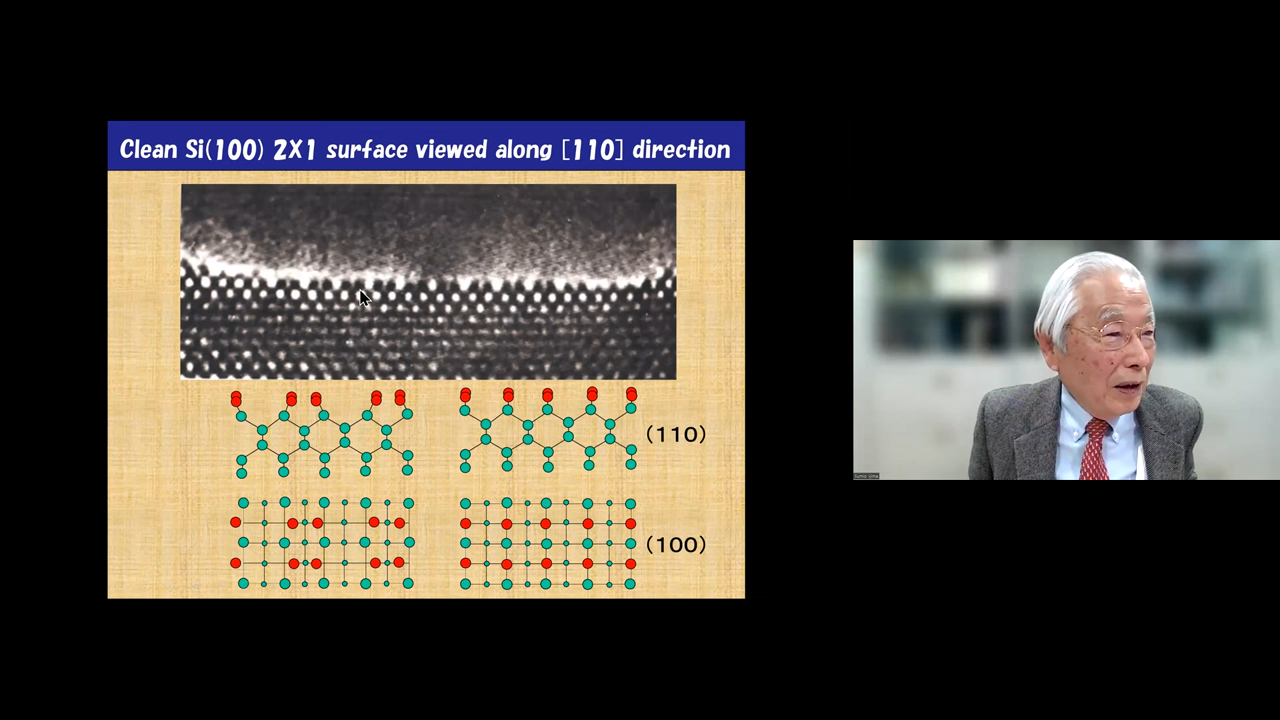 Clean Si(100) 2X1 surface viewed along [110] direction
(110)
(100)